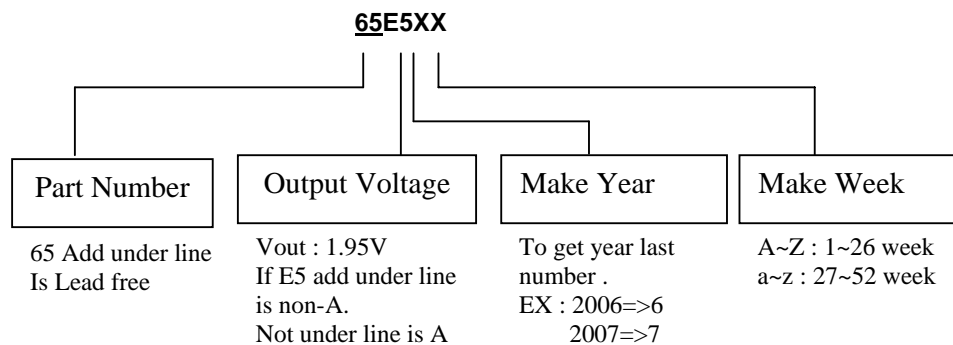 65E5XX
Part Number
Output Voltage
Make Year
Make Week
65 Add under line
Is Lead free
Vout : 1.95V
If E5 add under line
is non-A.
Not under line is A
To get year last
number .
EX : 2006=>6
2007=>7
A~Z : 1~26 week
a~z : 27~52 week